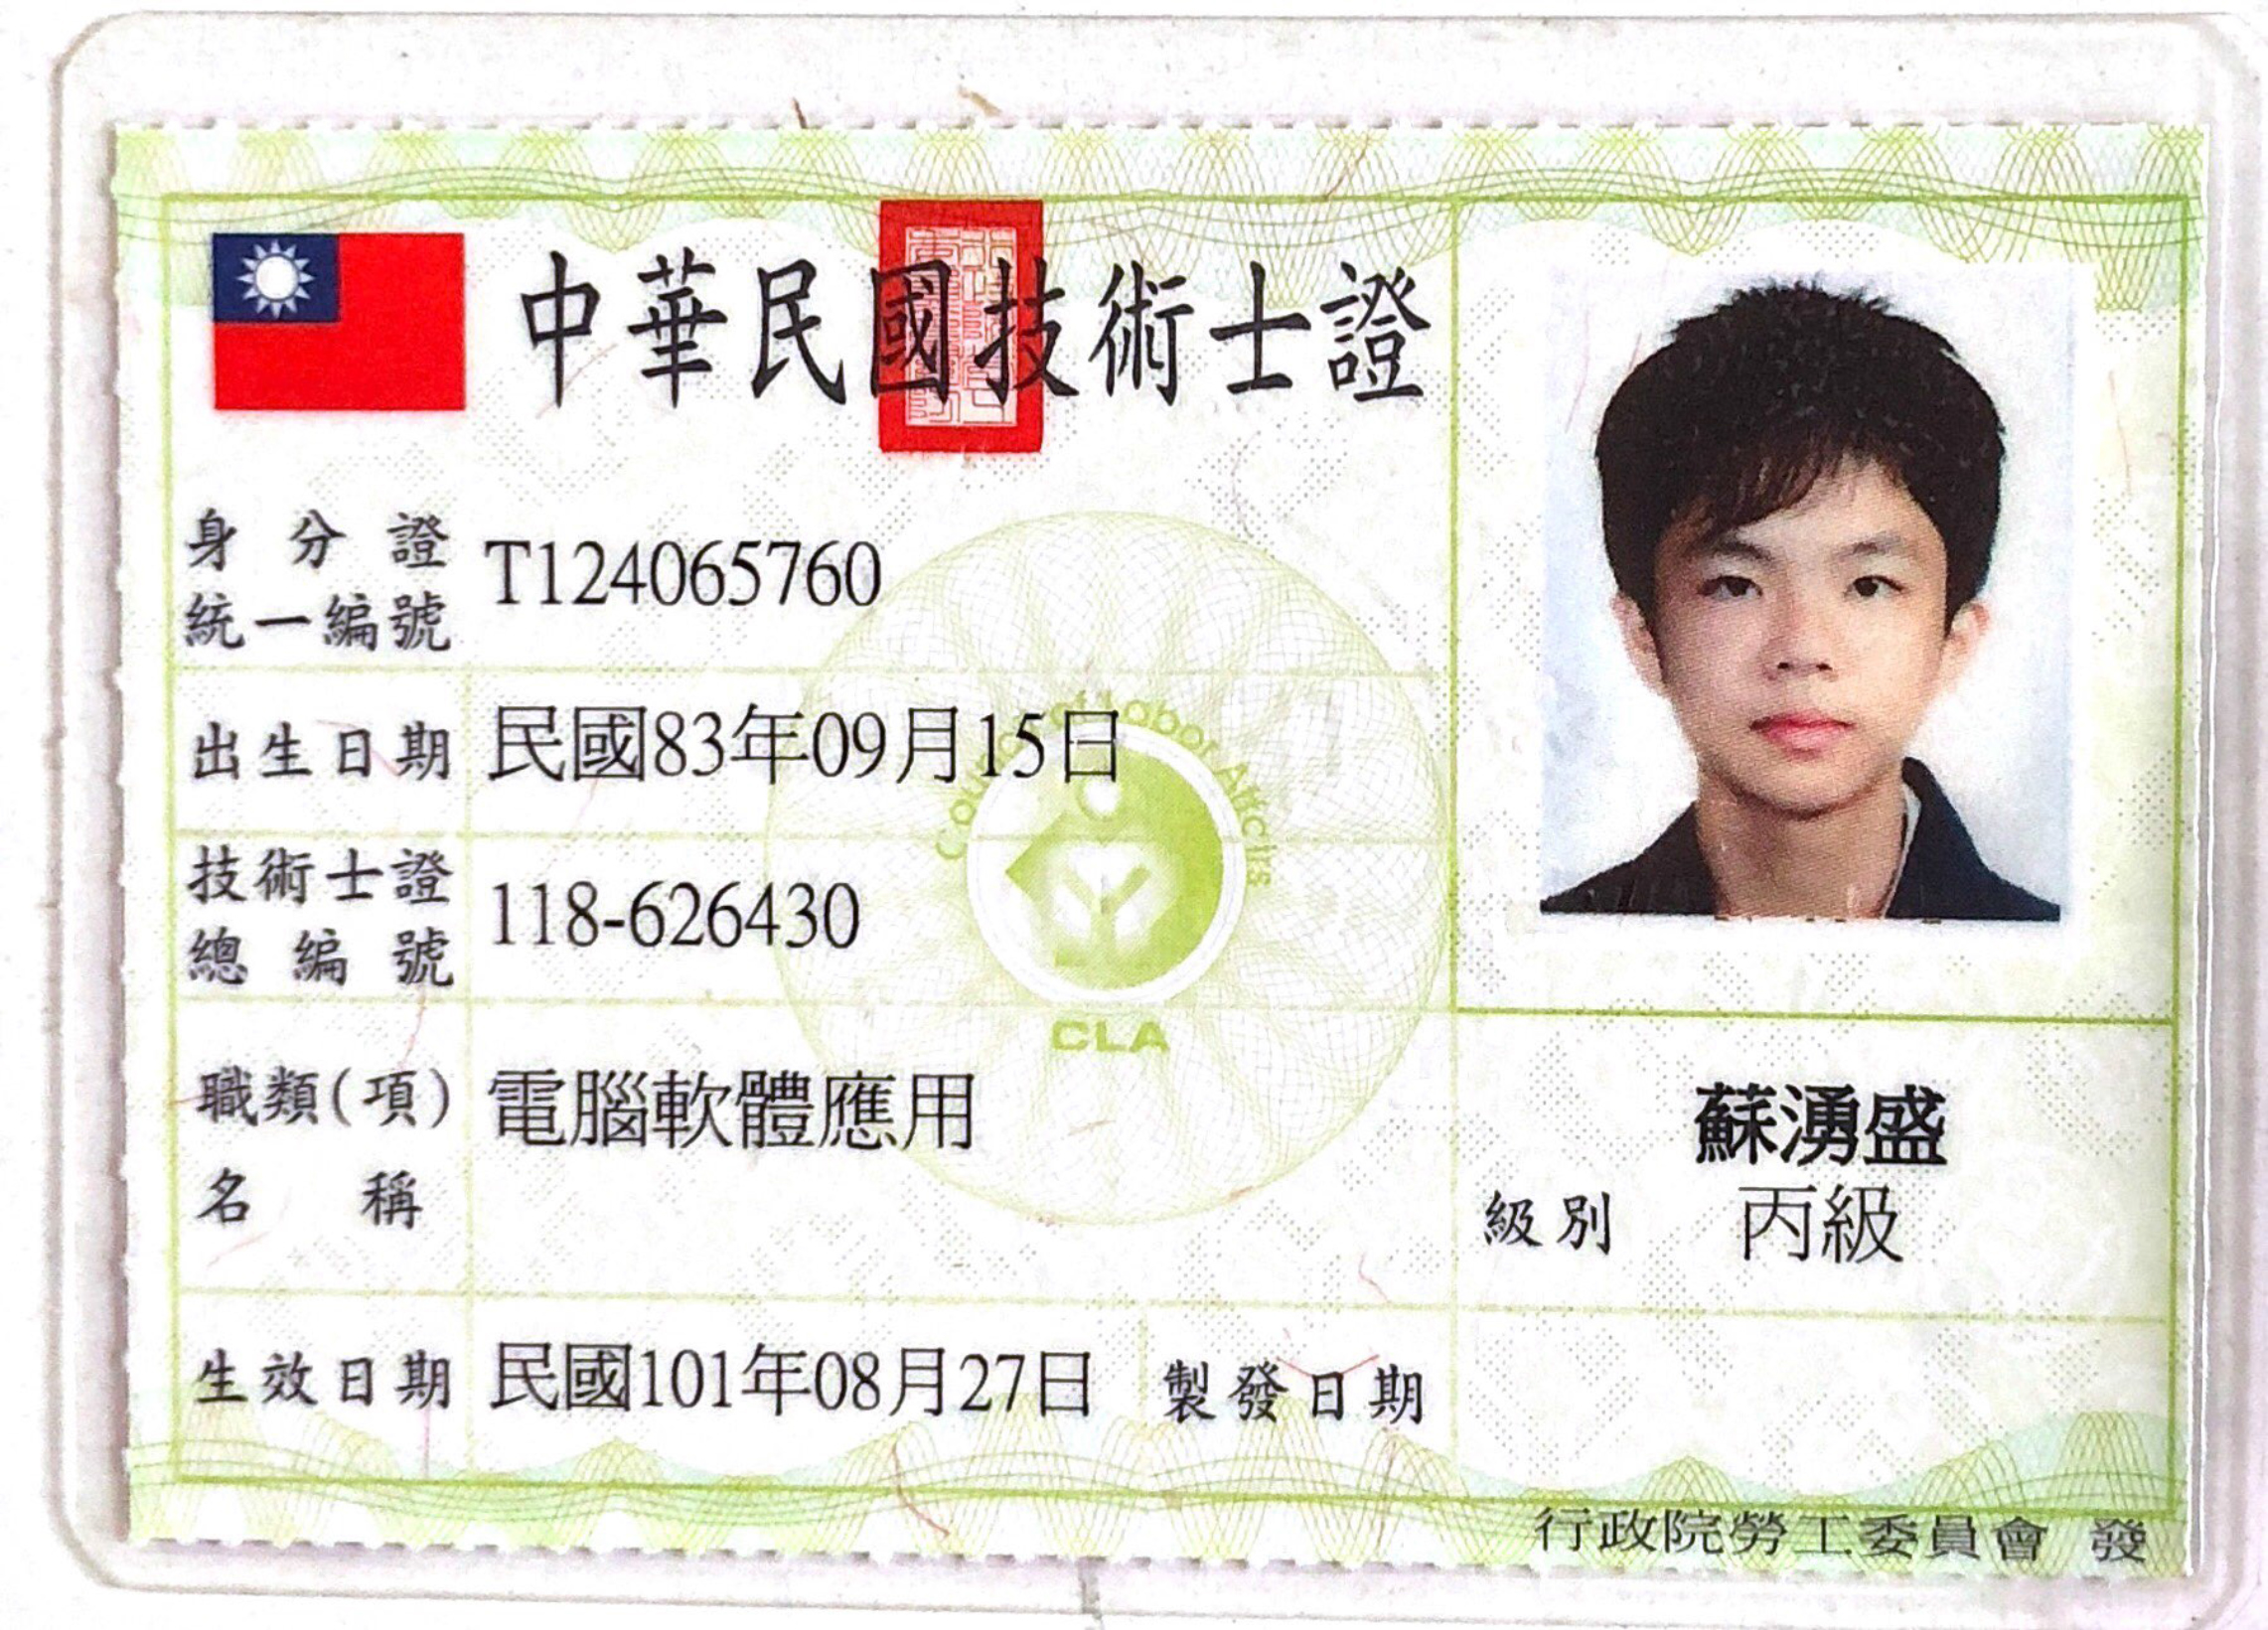 中華民國技術士證
身分證統一編號 T124065760
出生日期 民國83年09月15日
技術士證總編號 118-626430
職類(項)名稱 電腦軟體應用
生效日期 民國101年08月27日 製發日期
蘇湧盛
級別 丙級
Council of Labor Affairs
CLA
行政院勞工委員會 發